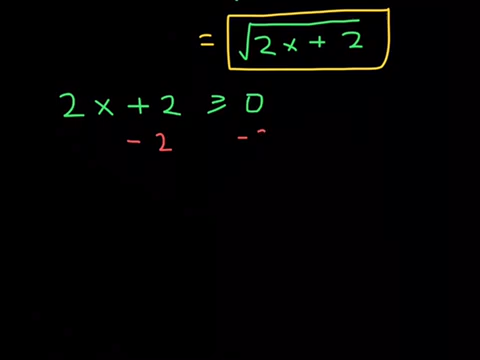 = √(2x + 2)
2x + 2 ≥ 0
- 2 -